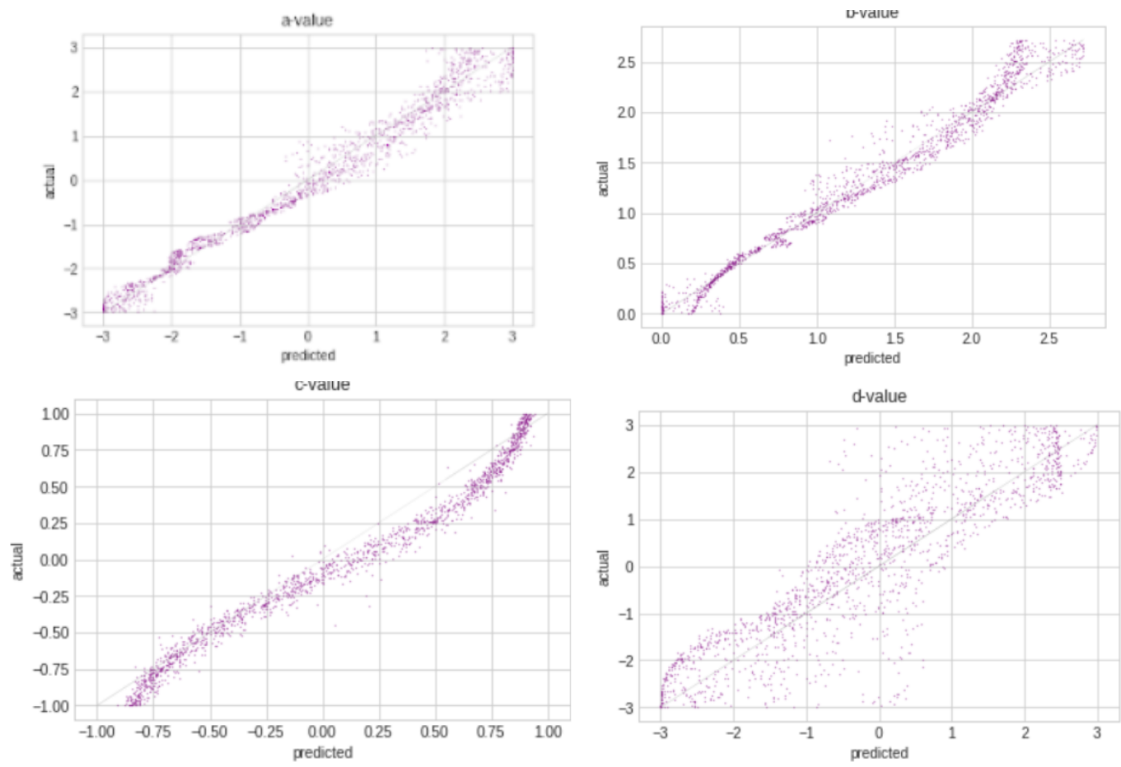 a-value
3
2
1
0
−1
−2
−3
actual
−3 −2 −1 0 1 2 3
predicted
b-value
2.5
2.0
1.5
1.0
0.5
0.0
actual
0.0 0.5 1.0 1.5 2.0 2.5
predicted
c-value
1.00
0.75
0.50
0.25
0.00
−0.25
−0.50
−0.75
−1.00
actual
−1.00 −0.75 −0.50 −0.25 0.00 0.25 0.50 0.75 1.00
predicted
d-value
3
2
1
0
−1
−2
−3
actual
−3 −2 −1 0 1 2 3
predicted